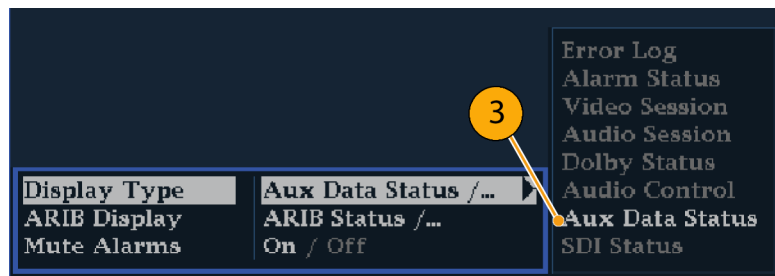 Error Log
Alarm Status
Video Session
3
Audio Session
Dolby Status
Display Type Aux Data Status /... Audio Control
ARIB Display ARIB Status /... Aux Data Status
Mute Alarms On / Off SDI Status